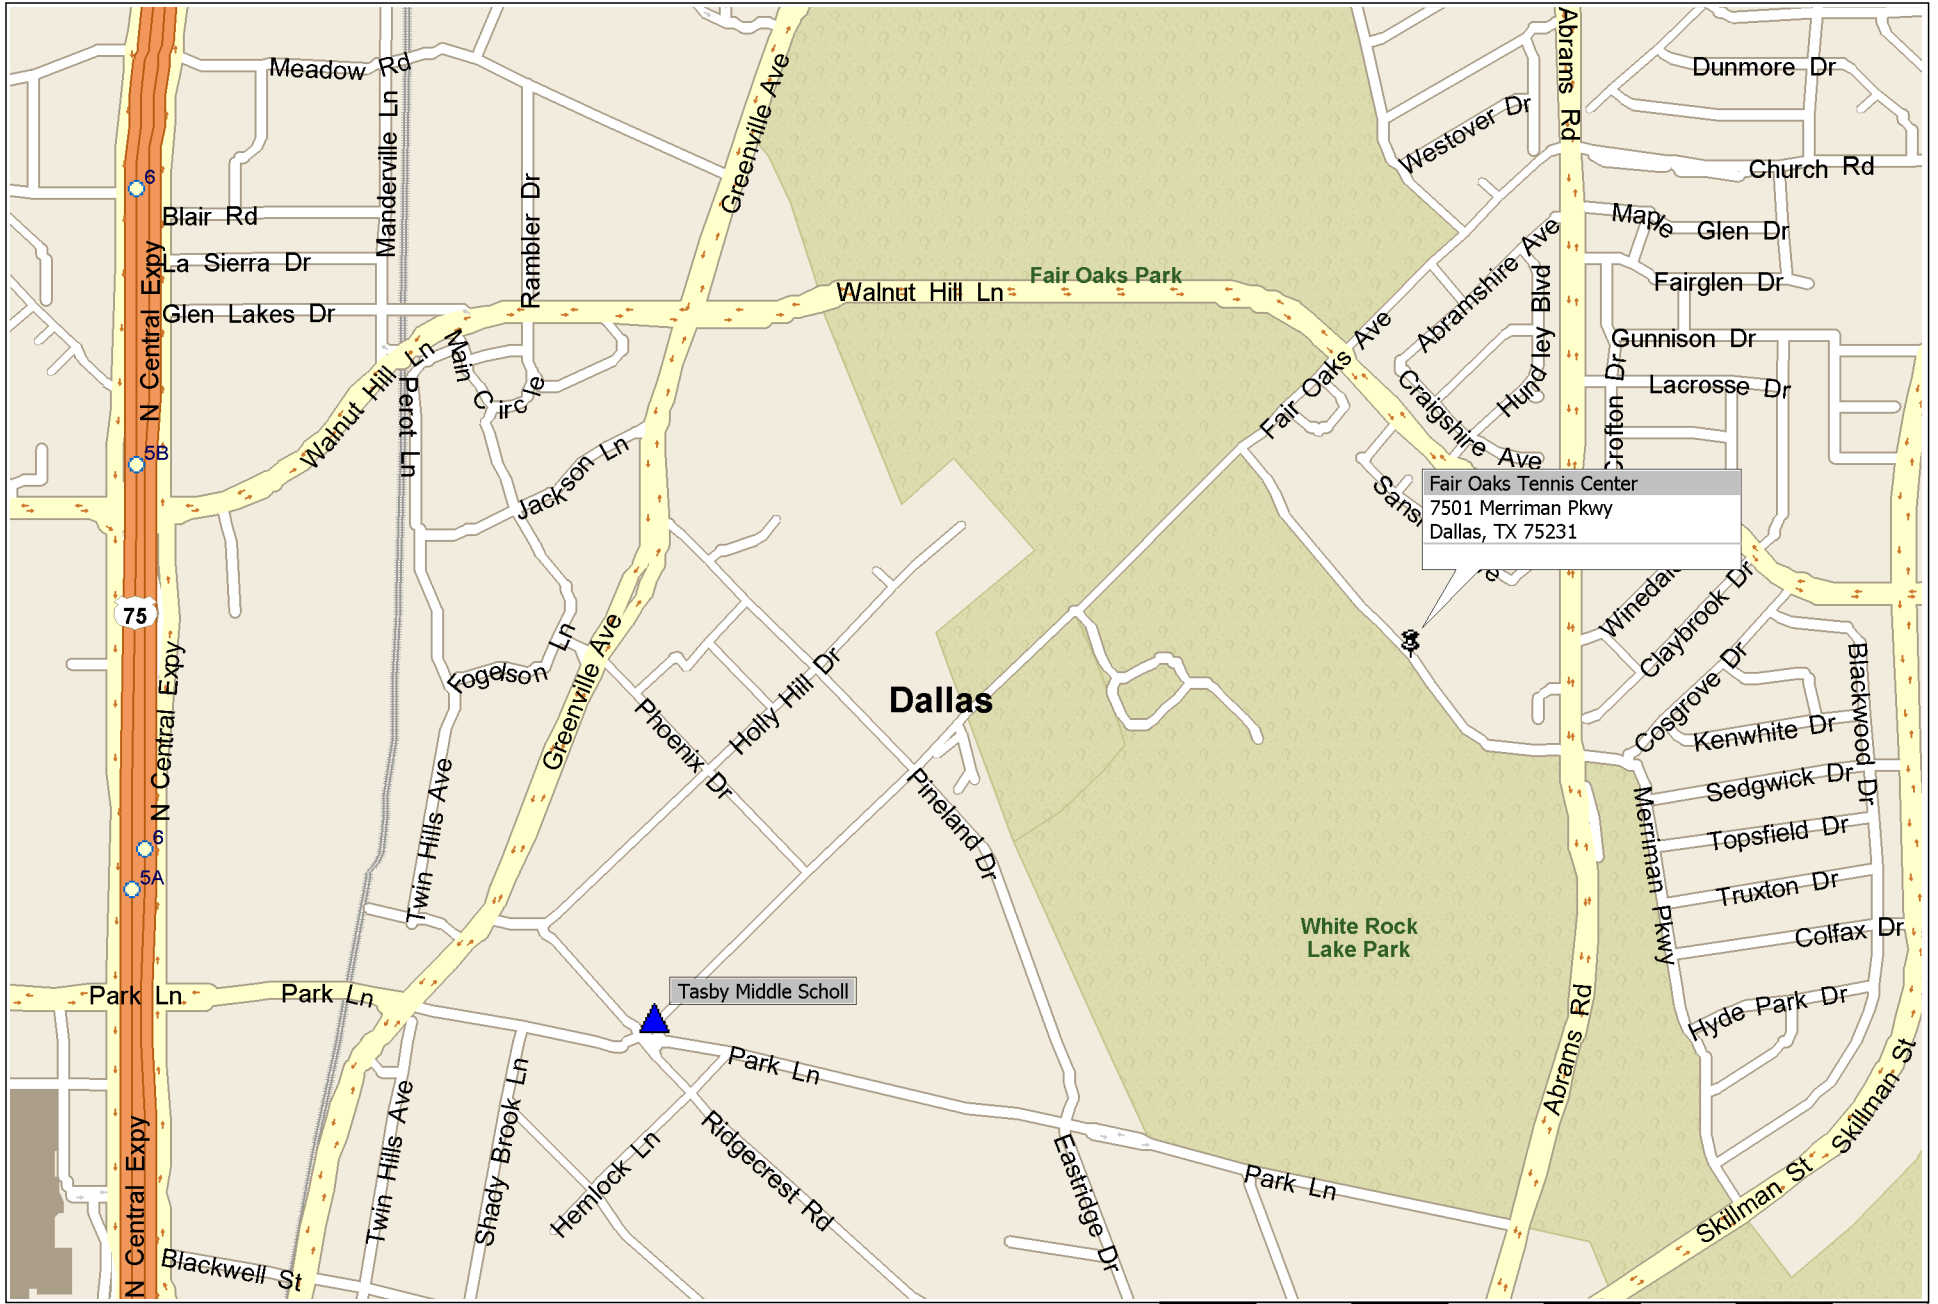 Meadow Rd
Manderville Ln
Greenville Ave
Abrams Rd
Dunmore Dr
Westover Dr
Church Rd
6
Blair Rd
Rambler Dr
Maple Glen Dr
N Central Expy
La Sierra Dr
Fair Oaks Park
Walnut Hill Ln
Abramshire Ave
Fairglen Dr
Glen Lakes Dr
Hund ley Blvd
Gunnison Dr
Main Circle
Walnut Hill Ln
Perot Ln
Fair Oaks Ave
Craigshire Ave
Crofton Dr
Lacrosse Dr
5B
Jackson Ln
Fair Oaks Tennis Center
7501 Merriman Pkwy
Dallas, TX 75231
Sans
75
Winedale
Claybrook Dr
Fogelson Ln
Greenville Ave
N Central Expy
Dallas
Holly Hill Dr
Phoenix Dr
Cosgrove Dr
Blackwood Dr
Kenwhite Dr
Sedgwick Dr
Topsfield Dr
Truxton Dr
Colfax Dr
Merriman Pkwy
Twin Hills Ave
Pineland Dr
6
5A
White Rock
Lake Park
Park Ln
Park Ln
Tasby Middle Scholl
Hyde Park Dr
Abrams Rd
Park Ln
Skillman St
N Central Expy
Twin Hills Ave
Shady Brook Ln
Hemlock Ln
Ridgecrest Rd
Eastridge Dr
Park Ln
Skillman St
Blackwell St